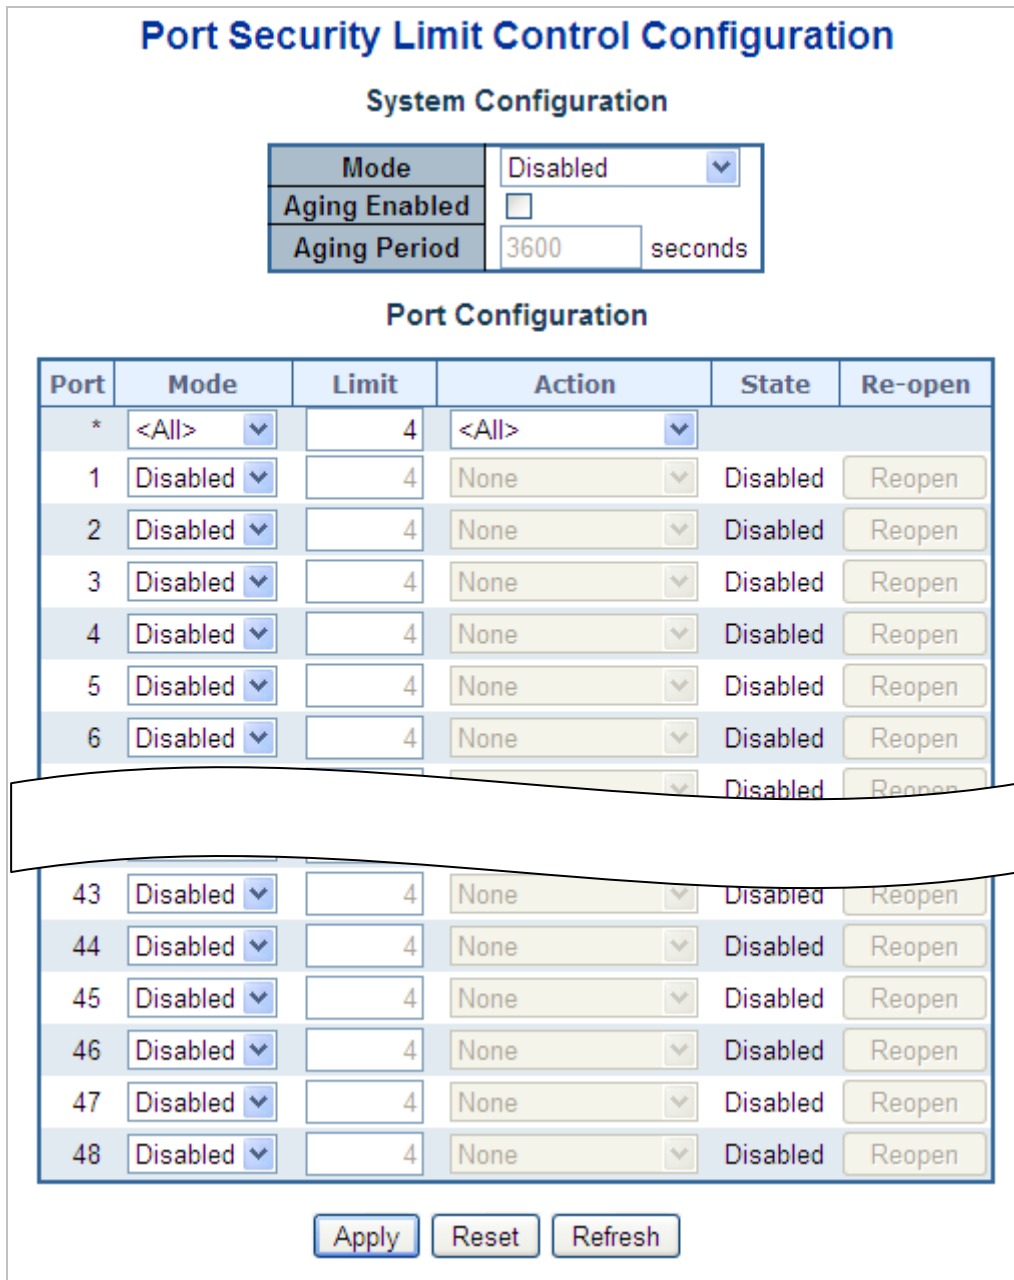 Port Security Limit Control Configuration
System Configuration
Mode Disabled
Aging Enabled
Aging Period 3600 seconds
Port Configuration
Port Mode Limit Action State Re-open
* <All> 4 <All>
1 Disabled 4 None Disabled Reopen
2 Disabled 4 None Disabled Reopen
3 Disabled 4 None Disabled Reopen
4 Disabled 4 None Disabled Reopen
5 Disabled 4 None Disabled Reopen
6 Disabled 4 None Disabled Reopen
Disabled Reopen
43 Disabled 4 None Disabled Reopen
44 Disabled 4 None Disabled Reopen
45 Disabled 4 None Disabled Reopen
46 Disabled 4 None Disabled Reopen
47 Disabled 4 None Disabled Reopen
48 Disabled 4 None Disabled Reopen
Apply Reset Refresh